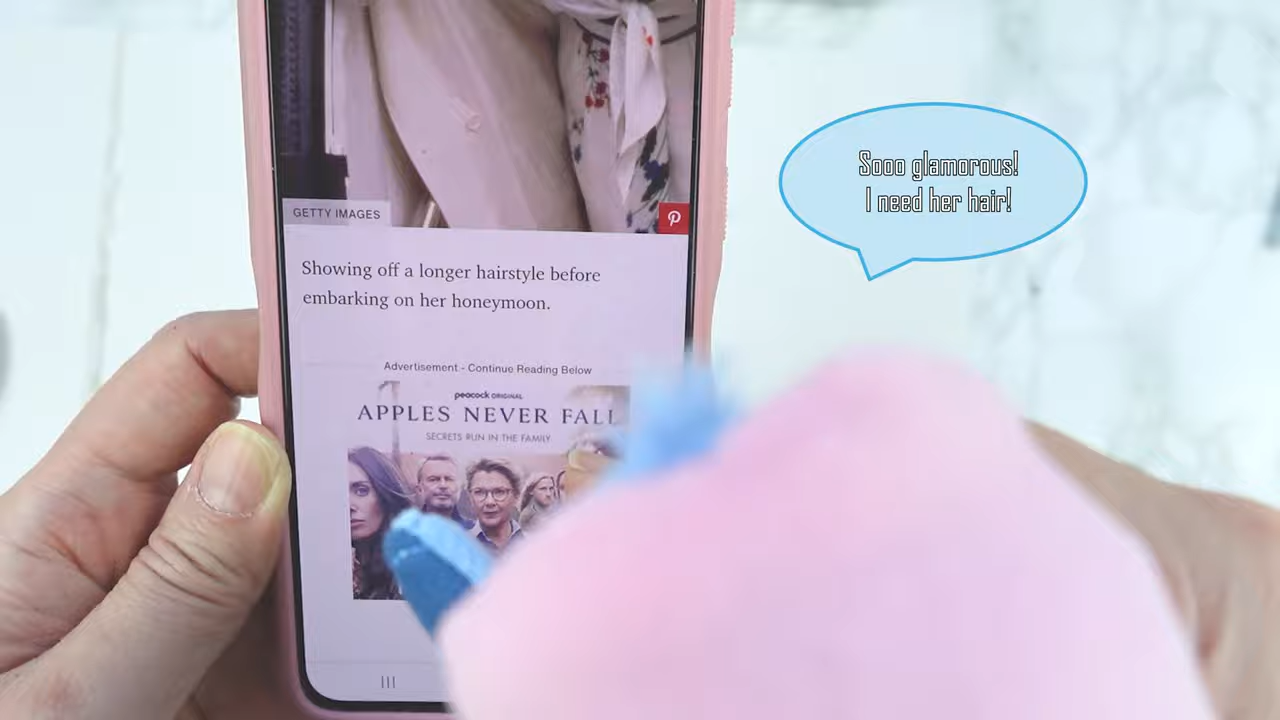 GETTY IMAGES
Showing off a longer hairstyle before
embarking on her honeymoon.
Advertisement - Continue Reading Below
peacock ORIGINAL
APPLES NEVER FALL
SECRETS RUN IN THE FAMILY
Sooo glamorous!
I need her hair!